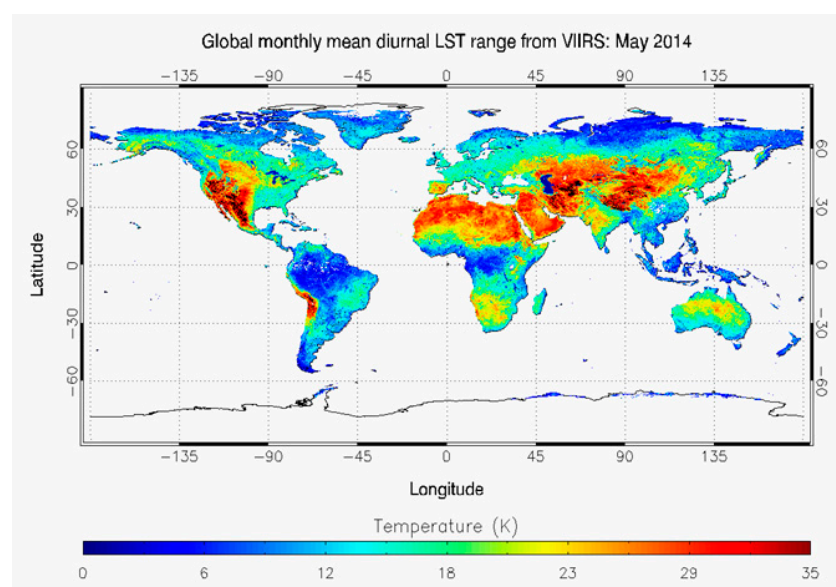 Global monthly mean diurnal LST range from VIIRS: May 2014
−135 −90 −45 0 45 90 135
60 60
30 30
Latitude
0 0
−30 −30
−60 −60
−135 −90 −45 0 45 90 135
Longitude
Temperature (K)
0 6 12 18 23 29 35